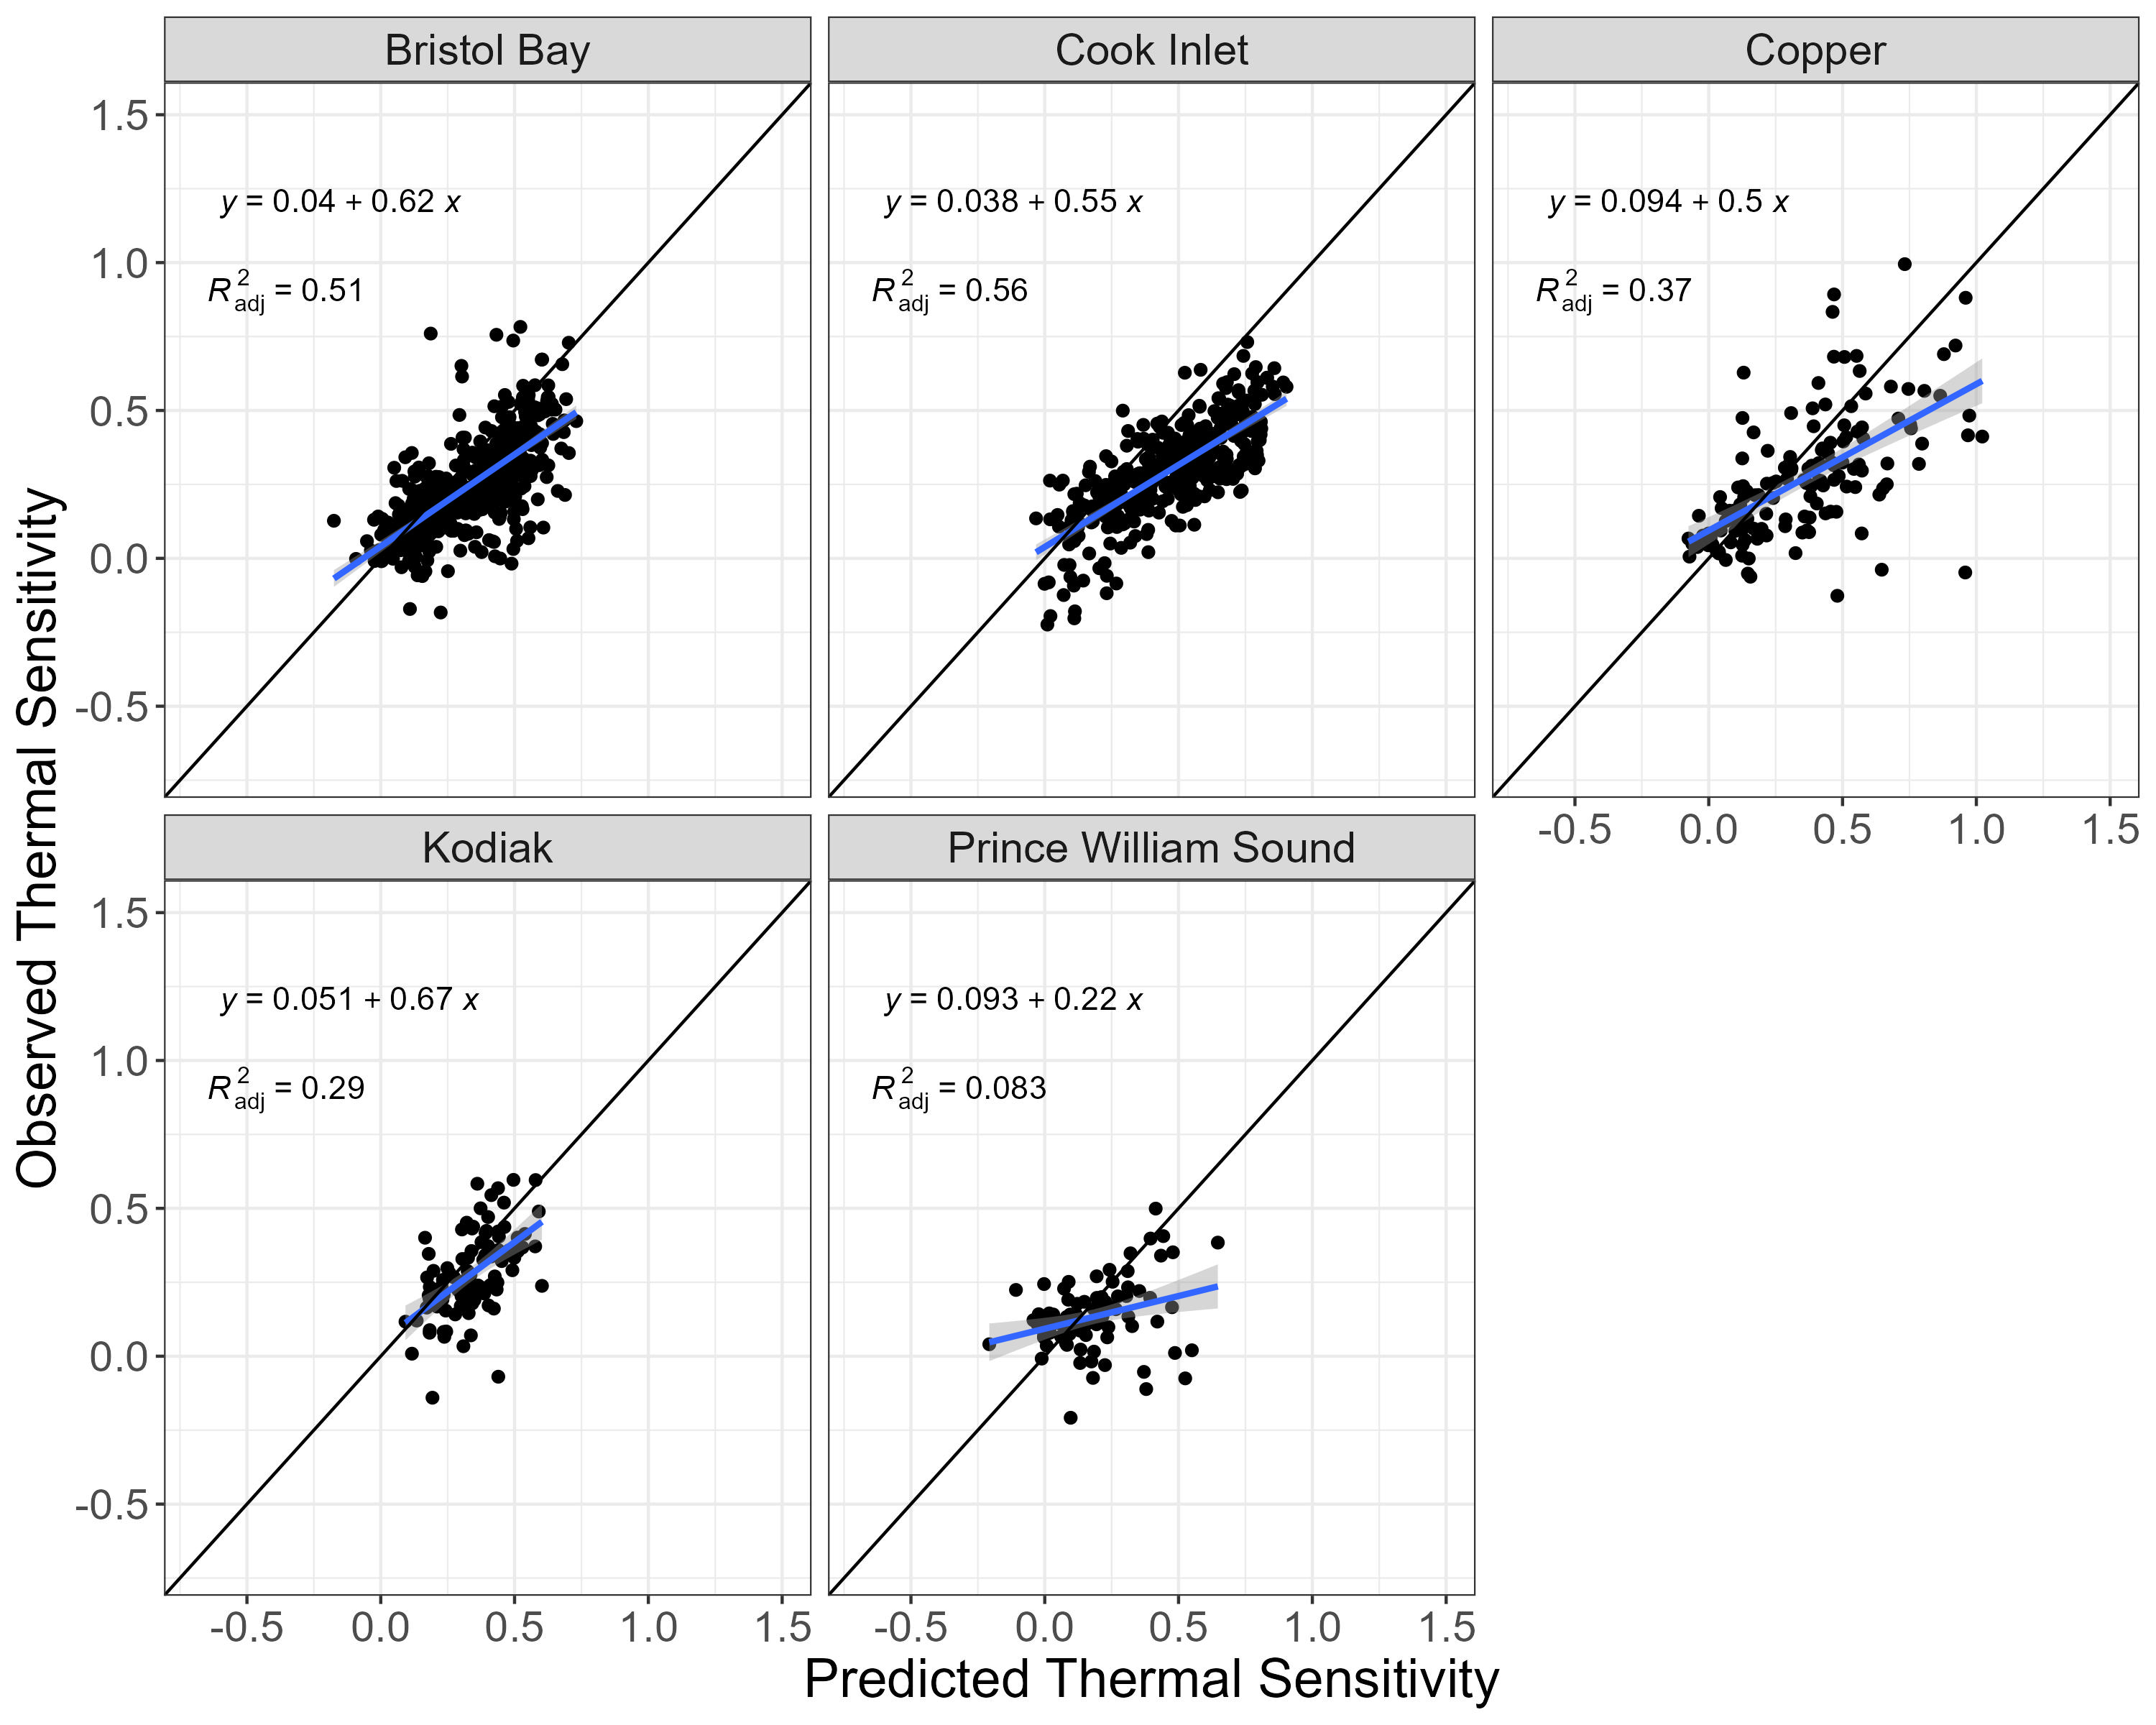 Bristol Bay
Cook Inlet
Copper
1.5
1.0
0.5
0.0
-0.5
y = 0.04 + 0.62 x
R²adj = 0.51
y = 0.038 + 0.55 x
R²adj = 0.56
y = 0.094 + 0.5 x
R²adj = 0.37
-0.5 0.0 0.5 1.0 1.5
Kodiak
Prince William Sound
1.5
1.0
0.5
0.0
-0.5
y = 0.051 + 0.67 x
R²adj = 0.29
y = 0.093 + 0.22 x
R²adj = 0.083
-0.5 0.0 0.5 1.0 1.5
-0.5 0.0 0.5 1.0 1.5
Predicted Thermal Sensitivity
Observed Thermal Sensitivity